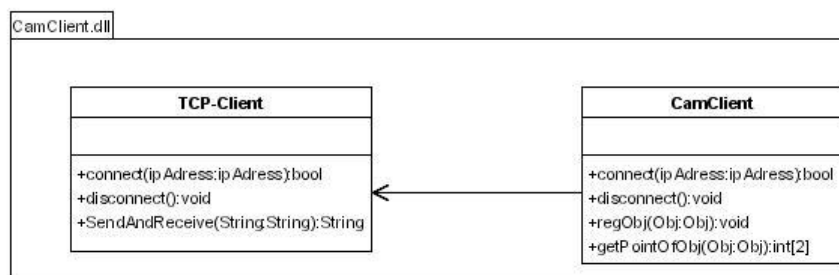 CamClient.dll
TCP-Client
+connect(ipAdress:ipAdress):bool
+disconnect():void
+SendAndReceive(String:String):String
CamClient
+connect(ipAdress:ipAdress):bool
+disconnect():void
+regObj(Obj:Obj):void
+getPointOfObj(Obj:Obj):int[2]